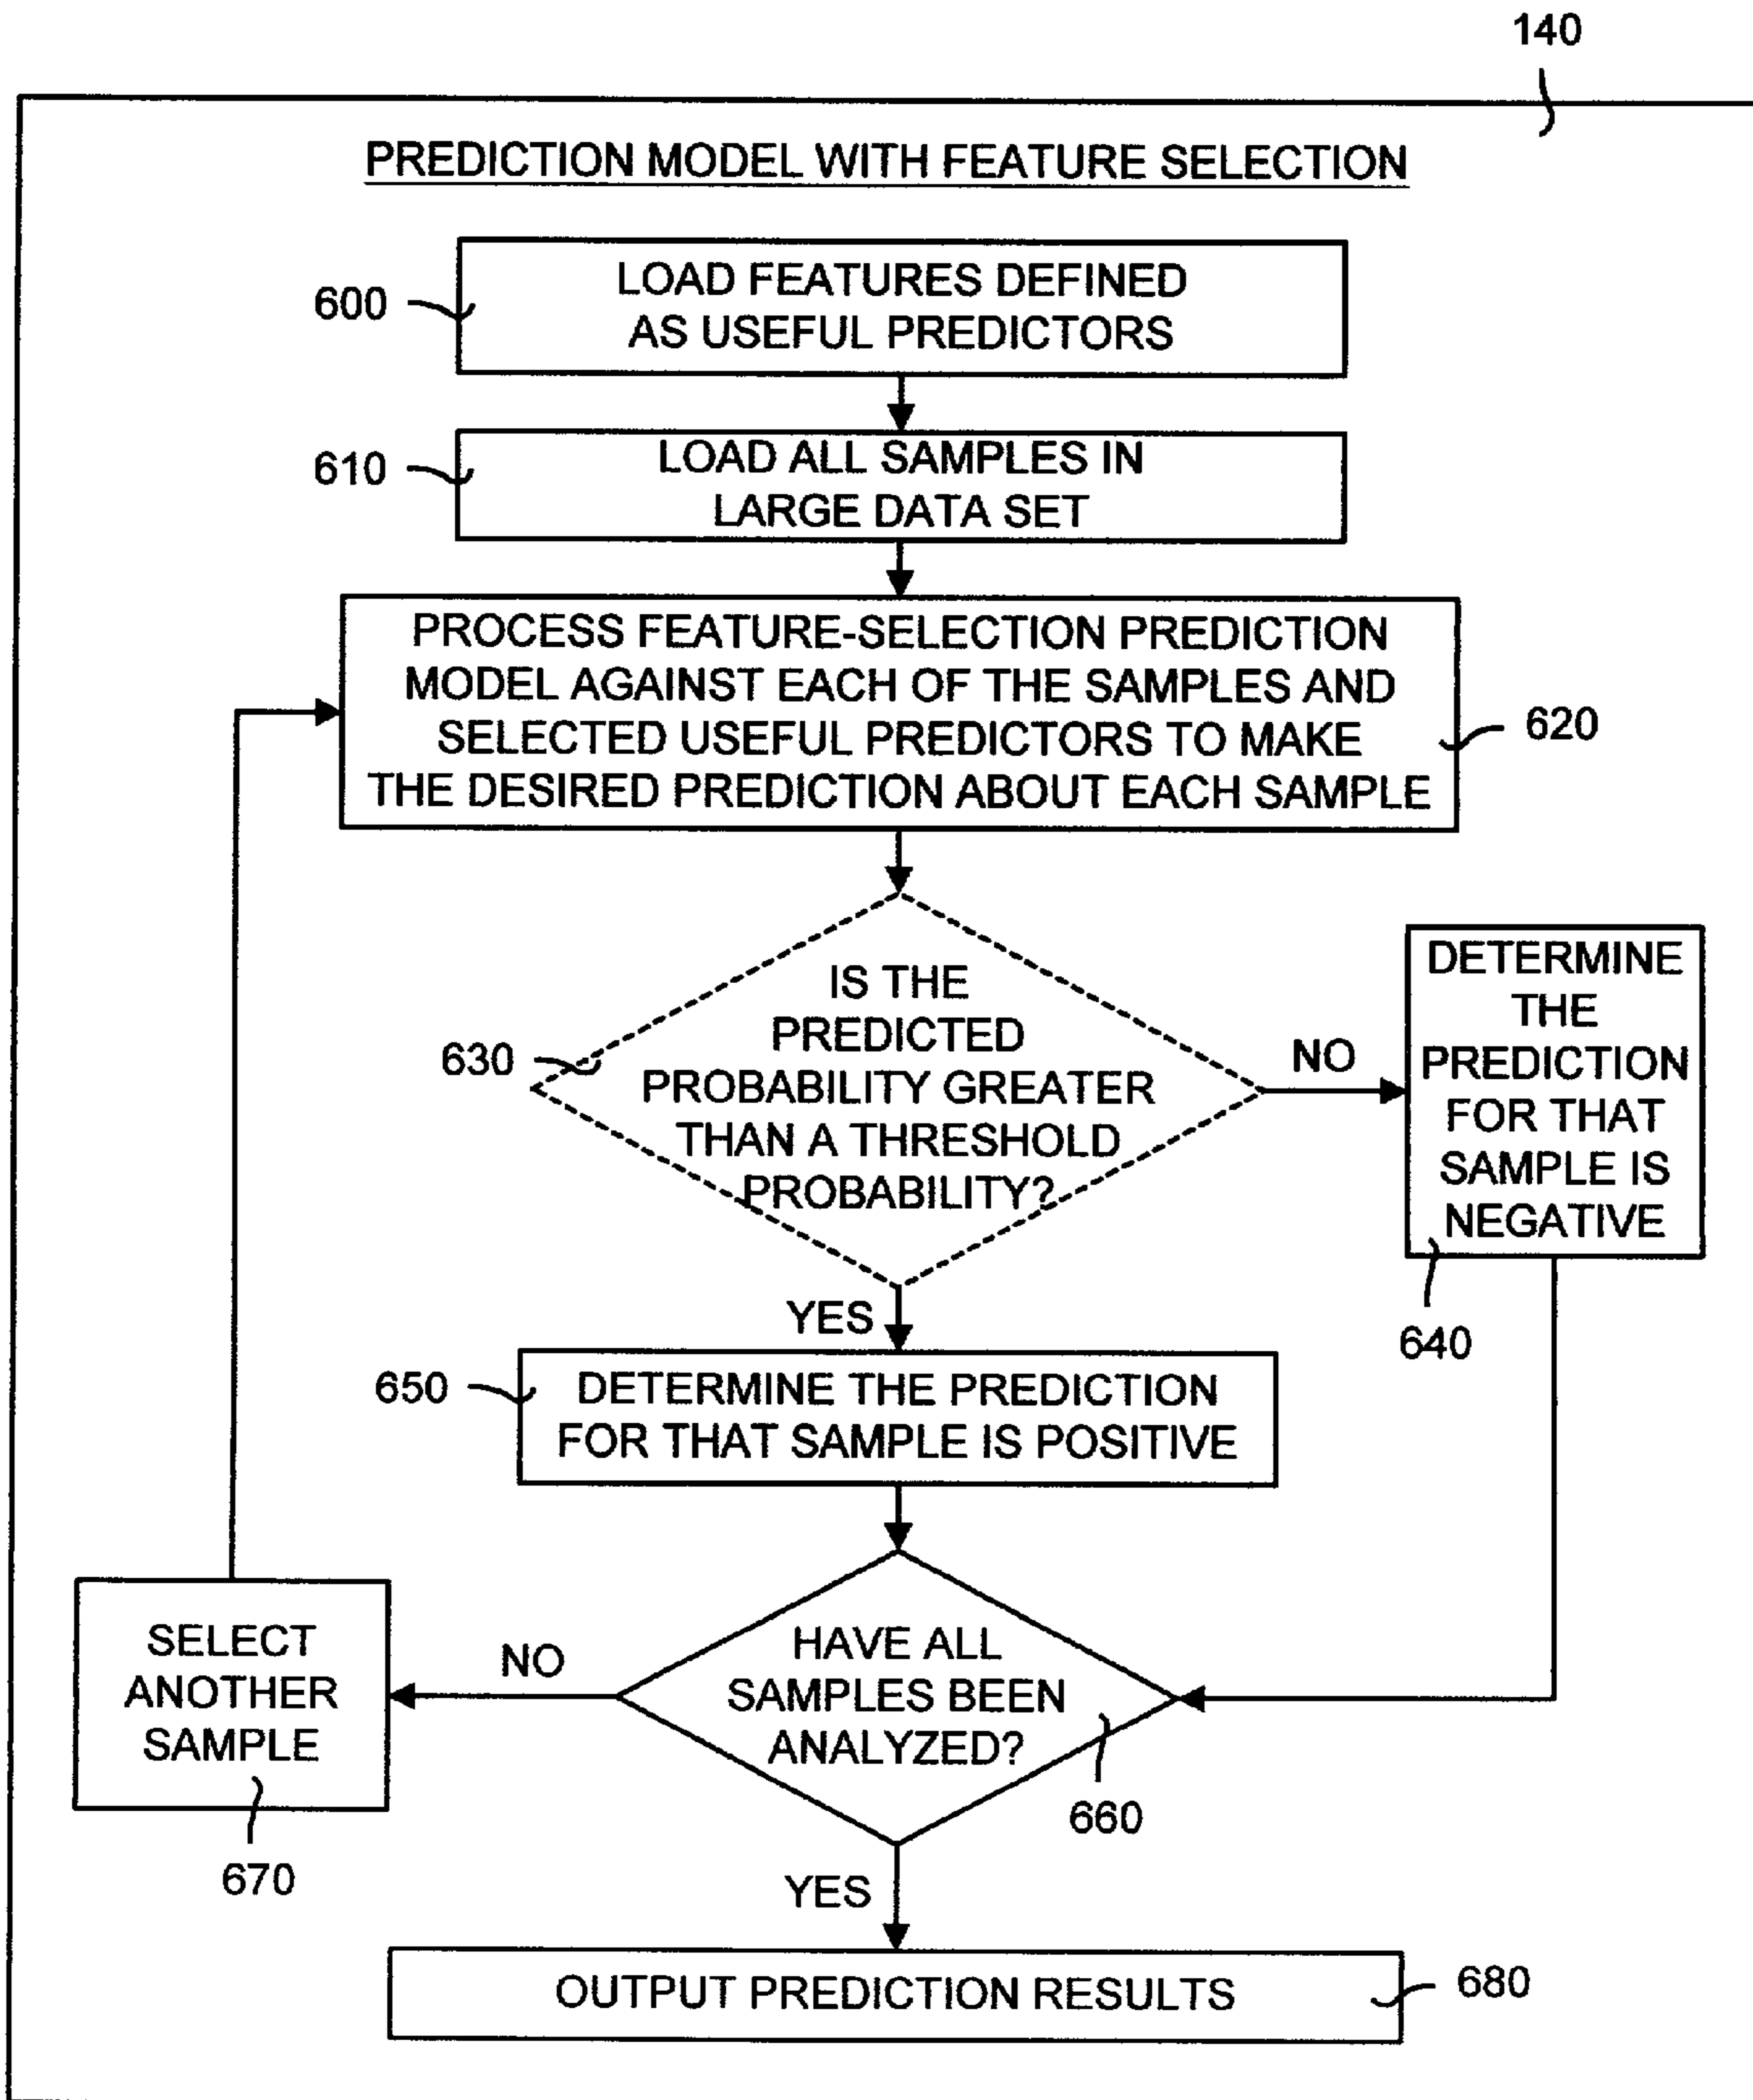 140
PREDICTION MODEL WITH FEATURE SELECTION
600
LOAD FEATURES DEFINED
AS USEFUL PREDICTORS
610
LOAD ALL SAMPLES IN
LARGE DATA SET
PROCESS FEATURE-SELECTION PREDICTION
MODEL AGAINST EACH OF THE SAMPLES AND
SELECTED USEFUL PREDICTORS TO MAKE
THE DESIRED PREDICTION ABOUT EACH SAMPLE
620
630
IS THE
PREDICTED
PROBABILITY GREATER
THAN A THRESHOLD
PROBABILITY?
NO
DETERMINE
THE
PREDICTION
FOR THAT
SAMPLE IS
NEGATIVE
640
YES
650
DETERMINE THE PREDICTION
FOR THAT SAMPLE IS POSITIVE
HAVE ALL
SAMPLES BEEN
ANALYZED?
660
NO
SELECT
ANOTHER
SAMPLE
670
YES
OUTPUT PREDICTION RESULTS
680